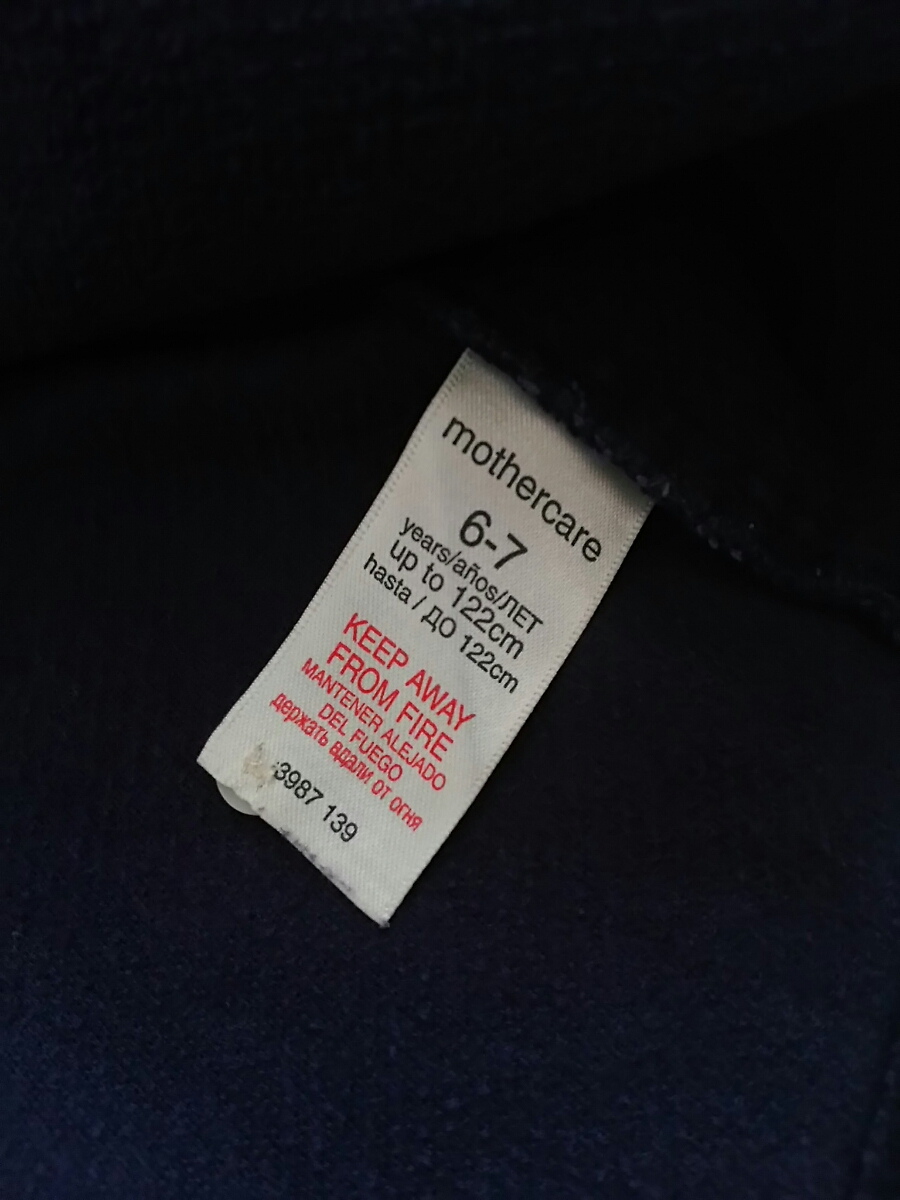 mothercare
6-7
years/años/ЛЕТ
up to 122cm
hasta / ДО 122cm
KEEP AWAY
FROM FIRE
MANTENER ALEJADO
DEL FUEGO
держать вдали от огня
3987 139